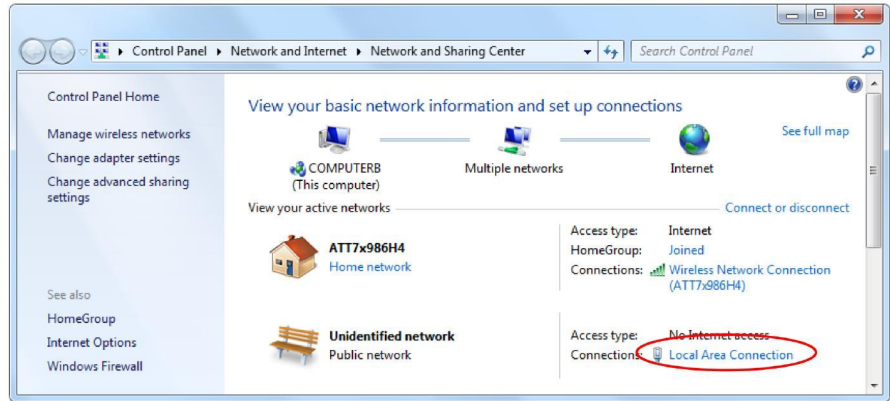 Control Panel ▸ Network and Internet ▸ Network and Sharing Center
Search Control Panel
Control Panel Home
Manage wireless networks
Change adapter settings
Change advanced sharing
settings
See also
HomeGroup
Internet Options
Windows Firewall
View your basic network information and set up connections
See full map
COMPUTERB
(This computer)
Multiple networks
Internet
View your active networks
Connect or disconnect
ATT7x986H4
Home network
Access type: Internet
HomeGroup: Joined
Connections: Wireless Network Connection
(ATT7x986H4)
Unidentified network
Public network
Access type: No Internet access
Connections: Local Area Connection